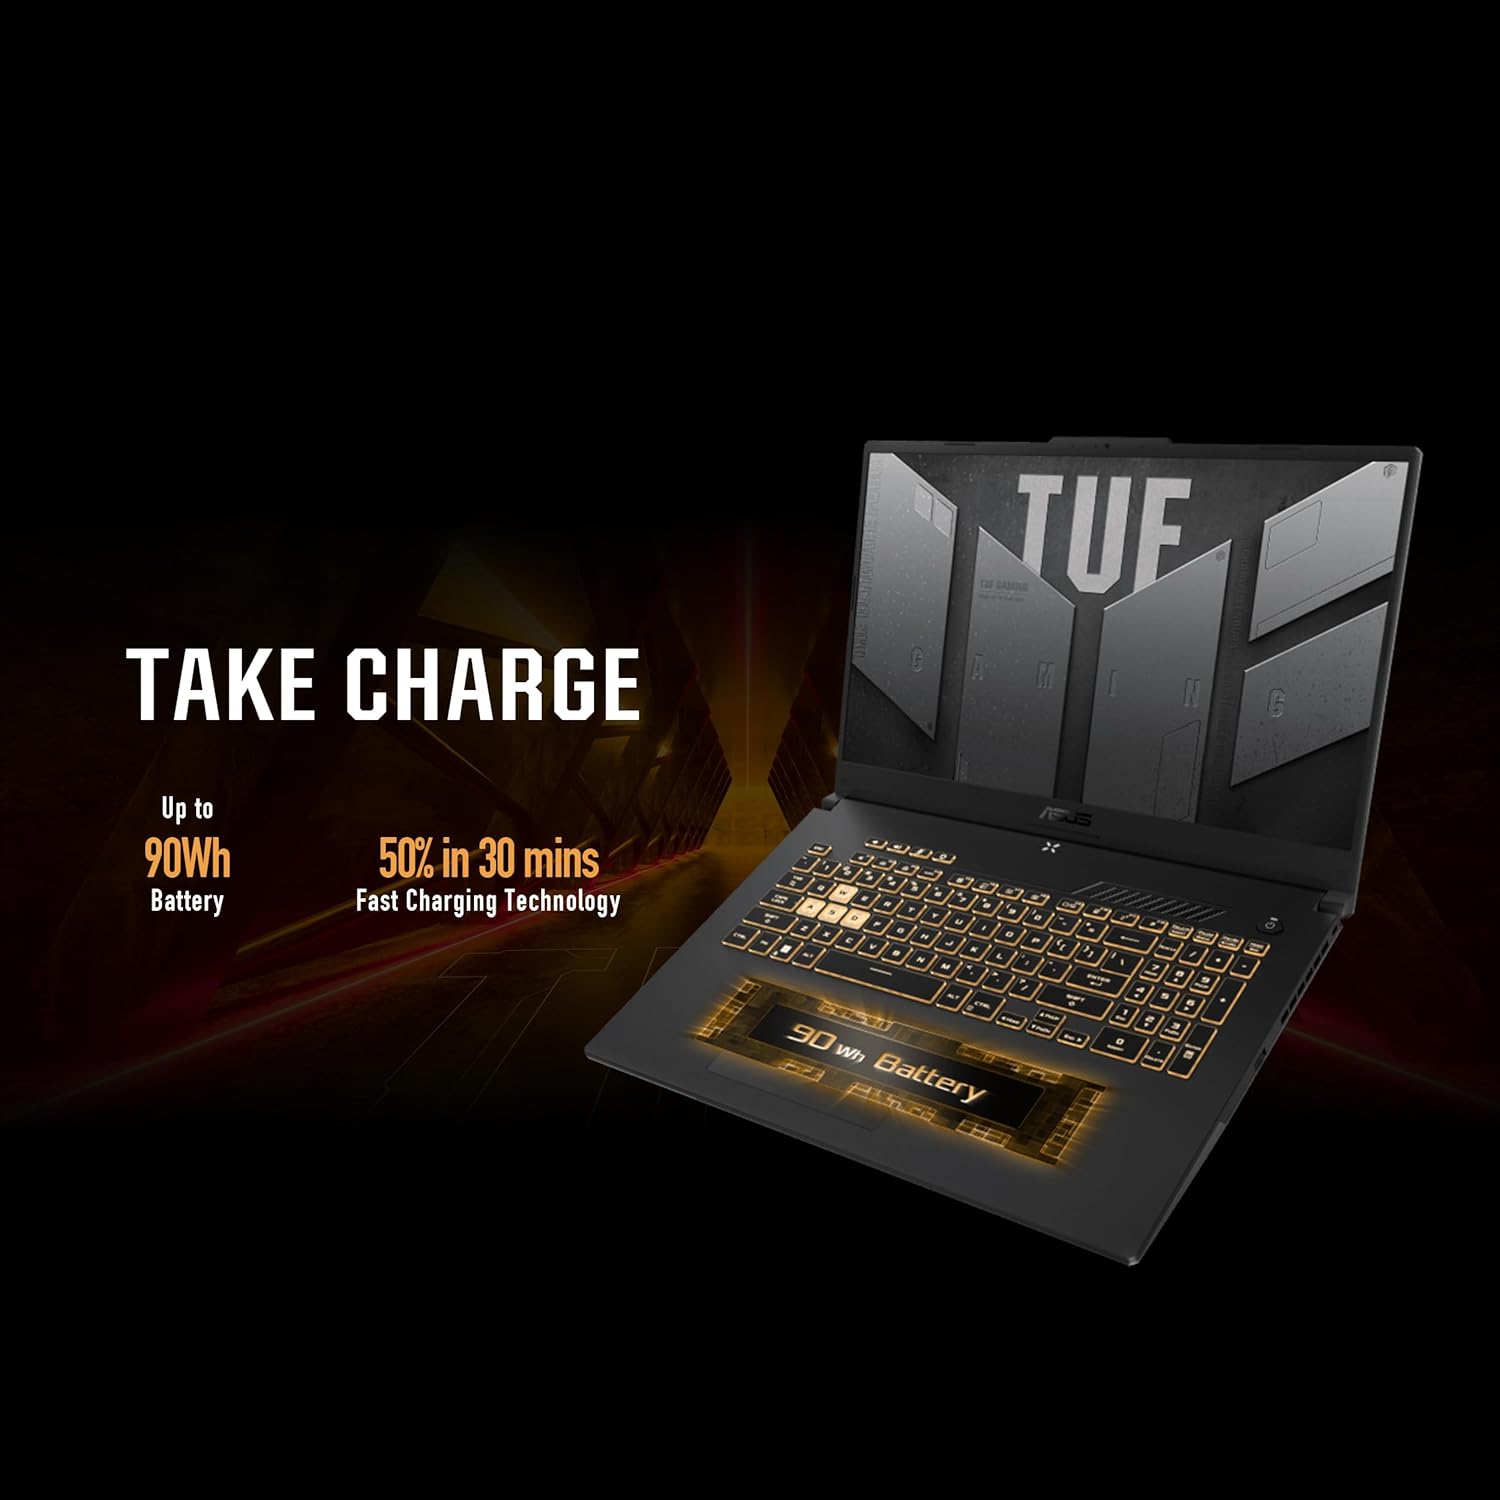 TAKE CHARGE
Up to
90Wh
Battery
50% in 30 mins
Fast Charging Technology
TUF
TUF GAMING
G A M I N G
ASUS
90 Wh Battery